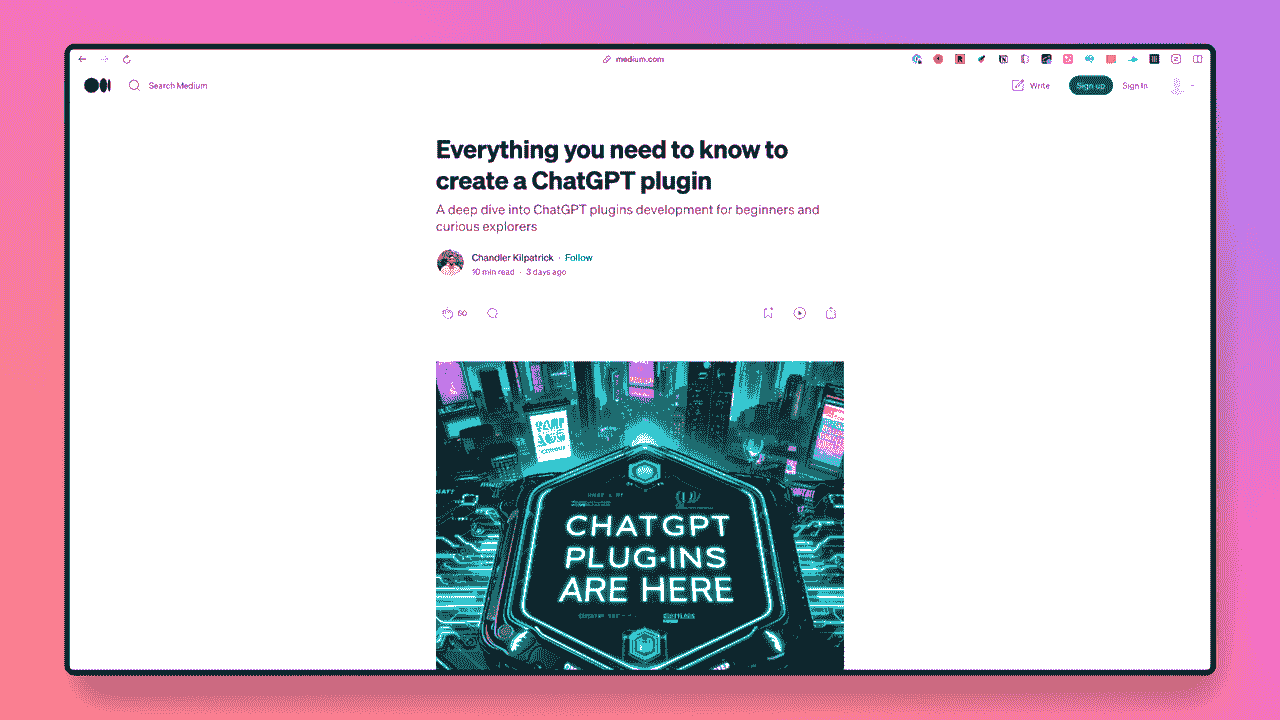 medium.com
Search Medium
Write
Sign up
Sign In
Everything you need to know to
create a ChatGPT plugin
A deep dive into ChatGPT plugins development for beginners and
curious explorers
Chandler Kilpatrick · Follow
10 min read · 3 days ago
CHATGPT
PLUG-INS
ARE HERE